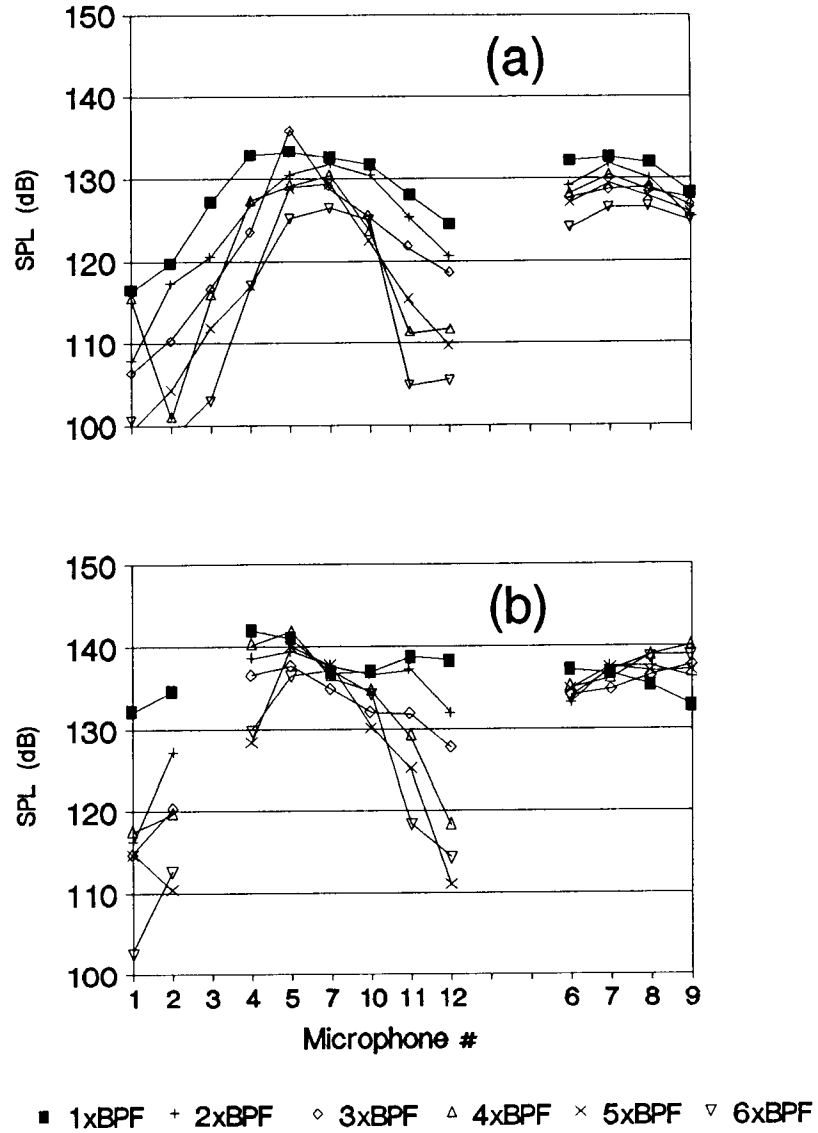 (a)
150
140
130
120
110
100
SPL (dB)
(b)
150
140
130
120
110
100
SPL (dB)
1 2 3 4 5 7 10 11 12 6 7 8 9
Microphone #
1xBPF 2xBPF 3xBPF 4xBPF 5xBPF 6xBPF